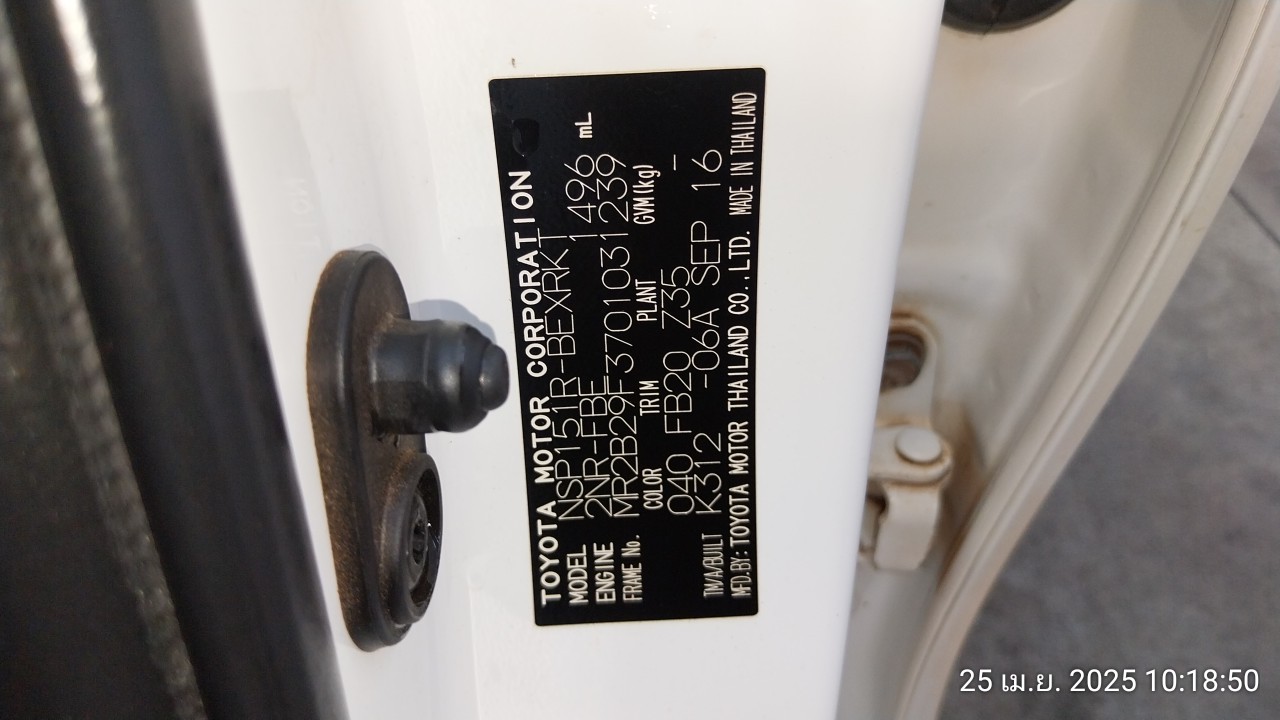 TOYOTA MOTOR CORPORATION
MODEL NSP151R-BEXRKT
ENGINE 2NR-FBE 1496 mL
FRAME No. MR2B29F3701031239
COLOR TRIM PLANT GVM(kg)
040 FB20 Z35 -
TM/A/BUILT K312 -06A SEP 16
MFD.BY:TOYOTA MOTOR THAILAND CO.,LTD. MADE IN THAILAND
25 เม.ย. 2025 10:18:50